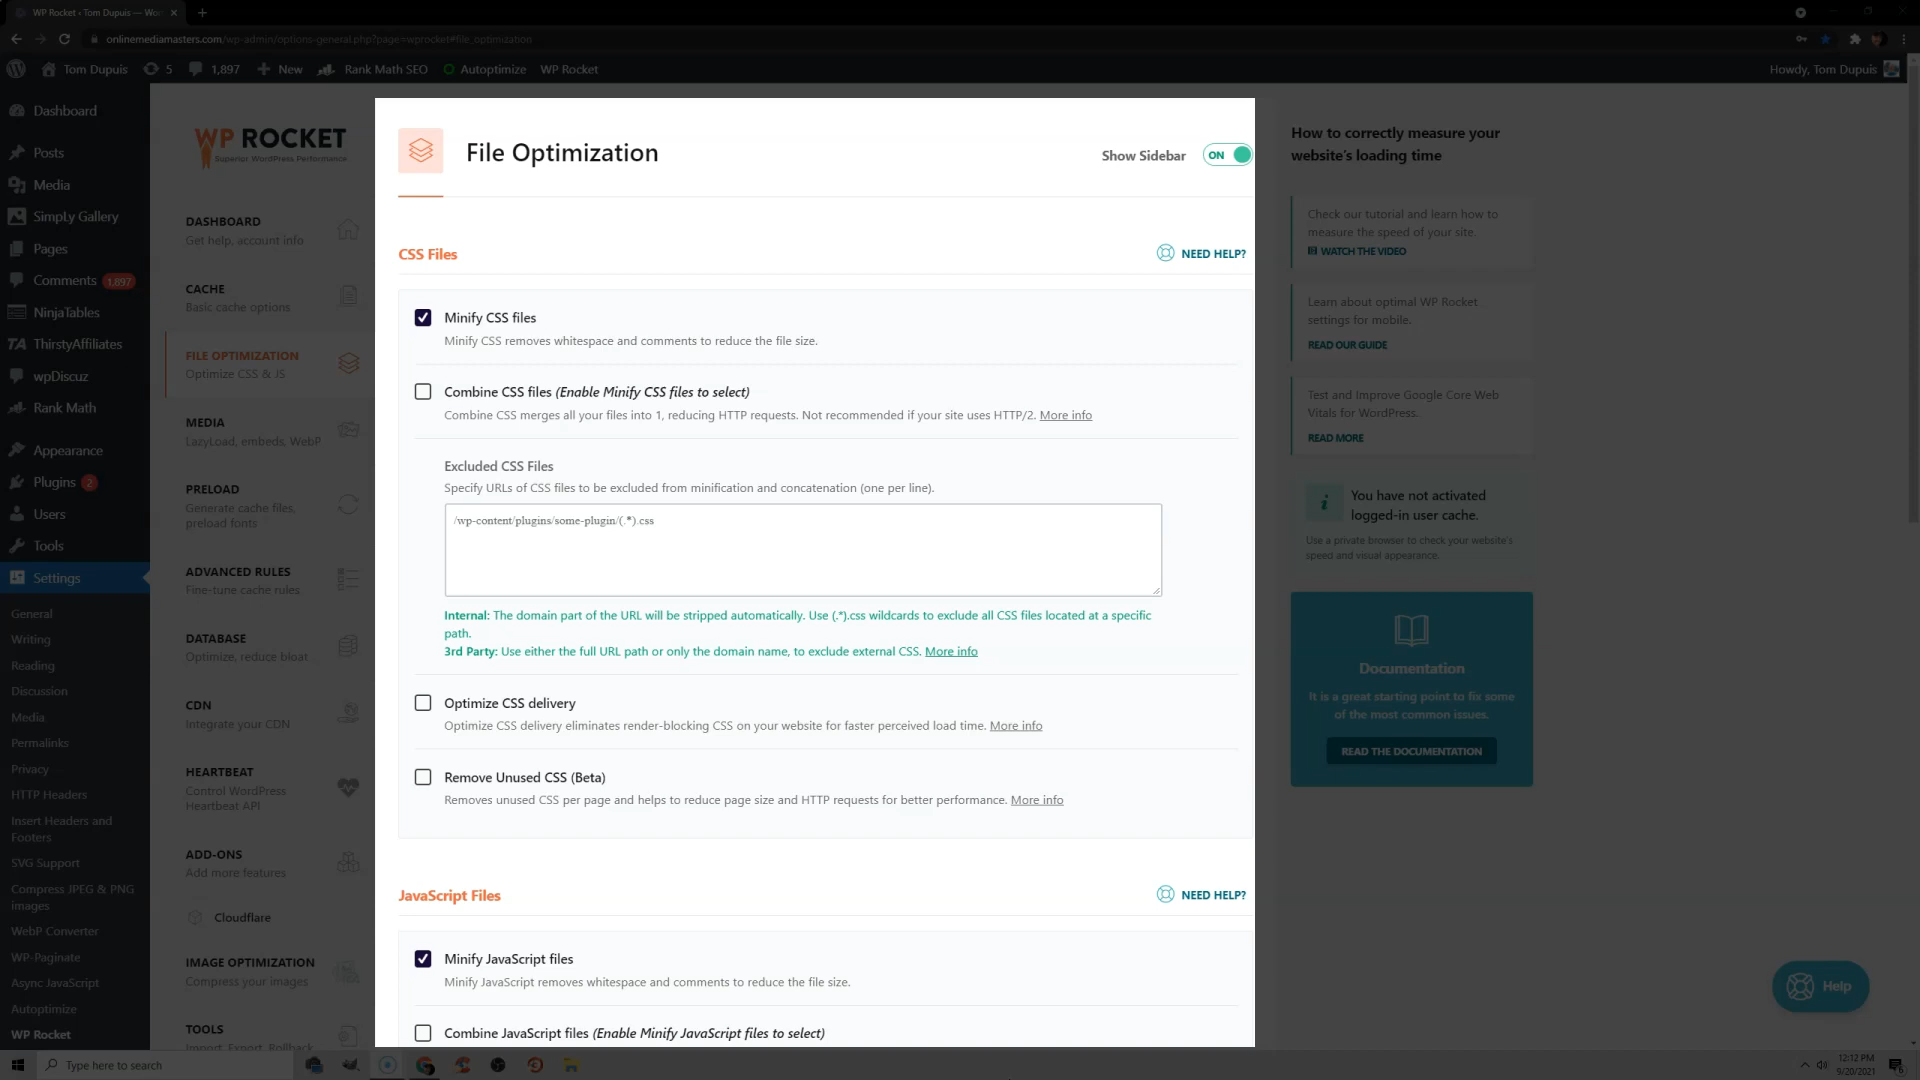 WP Rocket ‹ Tom Dupuis — Wor
onlinemediamasters.com/wp-admin/options-general.php?page=wprocket#file_optimization
Tom Dupuis
5
1,897
New
Rank Math SEO
Autoptimize
WP Rocket
Howdy, Tom Dupuis
Dashboard
Posts
Media
SimpLy Gallery
Pages
Comments 1,897
NinjaTables
ThirstyAffiliates
wpDiscuz
Rank Math
Appearance
Plugins 2
Users
Tools
Settings
General
Writing
Reading
Discussion
Media
Permalinks
Privacy
HTTP Headers
Insert Headers and
Footers
SVG Support
Compress JPEG & PNG
images
WebP Converter
WP-Paginate
Async JavaScript
Autoptimize
WP Rocket
WP ROCKET
Superior WordPress Performance
DASHBOARD
Get help, account info
CACHE
Basic cache options
FILE OPTIMIZATION
Optimize CSS & JS
MEDIA
LazyLoad, embeds, WebP
PRELOAD
Generate cache files,
preload fonts
ADVANCED RULES
Fine-tune cache rules
DATABASE
Optimize, reduce bloat
CDN
Integrate your CDN
HEARTBEAT
Control WordPress
Heartbeat API
ADD-ONS
Add more features
Cloudflare
IMAGE OPTIMIZATION
Compress your images
TOOLS
Import, Export, Rollback
File Optimization
Show Sidebar
ON
CSS Files
NEED HELP?
Minify CSS files
Minify CSS removes whitespace and comments to reduce the file size.
Combine CSS files (Enable Minify CSS files to select)
Combine CSS merges all your files into 1, reducing HTTP requests. Not recommended if your site uses HTTP/2. More info
Excluded CSS Files
Specify URLs of CSS files to be excluded from minification and concatenation (one per line).
/wp-content/plugins/some-plugin/(.*).css
Internal: The domain part of the URL will be stripped automatically. Use (.*).css wildcards to exclude all CSS files located at a specific
path.
3rd Party: Use either the full URL path or only the domain name, to exclude external CSS. More info
Optimize CSS delivery
Optimize CSS delivery eliminates render-blocking CSS on your website for faster perceived load time. More info
Remove Unused CSS (Beta)
Removes unused CSS per page and helps to reduce page size and HTTP requests for better performance. More info
JavaScript Files
NEED HELP?
Minify JavaScript files
Minify JavaScript removes whitespace and comments to reduce the file size.
Combine JavaScript files (Enable Minify JavaScript files to select)
How to correctly measure your
website's loading time
Check our tutorial and learn how to
measure the speed of your site.
WATCH THE VIDEO
Learn about optimal WP Rocket
settings for mobile.
READ OUR GUIDE
Test and Improve Google Core Web
Vitals for WordPress.
READ MORE
i
You have not activated
logged-in user cache.
Use a private browser to check your website's
speed and visual appearance.
Documentation
It is a great starting point to fix some
of the most common issues.
READ THE DOCUMENTATION
Help
Type here to search
12:12 PM
9/20/2021